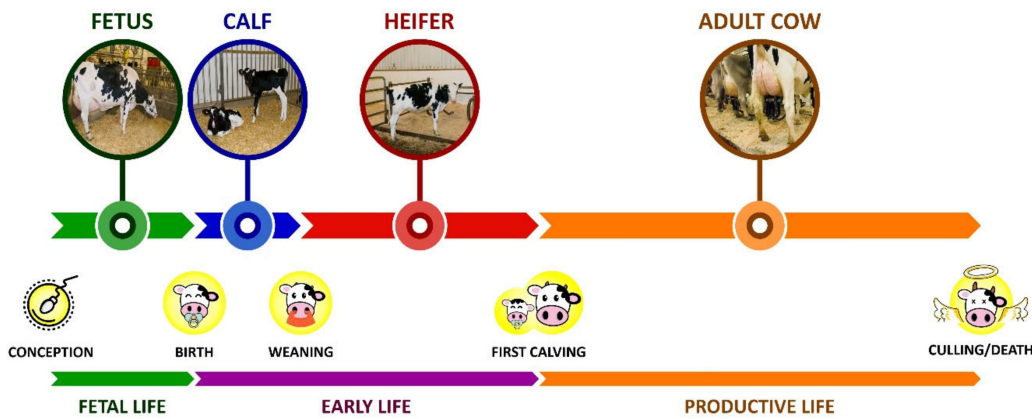 FETUS
CALF
HEIFER
ADULT COW
CONCEPTION
BIRTH
WEANING
FIRST CALVING
CULLING/DEATH
FETAL LIFE
EARLY LIFE
PRODUCTIVE LIFE